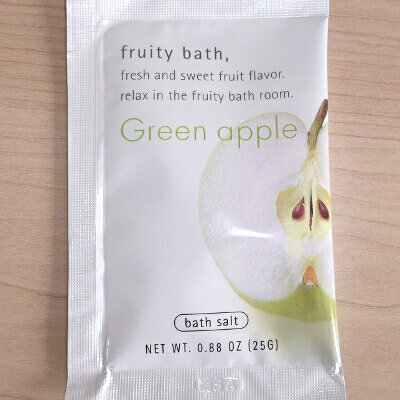 fruity bath,
fresh and sweet fruit flavor.
relax in the fruity bath room.
Green apple
bath salt
NET WT. 0.88 OZ (25G)